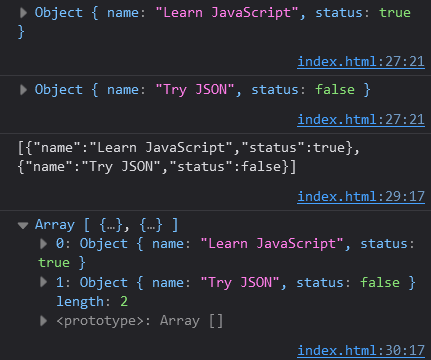 Object { name: "Learn JavaScript", status: true
}
index.html:27:21
Object { name: "Try JSON", status: false }
index.html:27:21
[{"name":"Learn JavaScript","status":true},
{"name":"Try JSON","status":false}]
index.html:29:17
Array [ {…}, {…} ]
0: Object { name: "Learn JavaScript", status:
true }
1: Object { name: "Try JSON", status: false }
length: 2
<prototype>: Array []
index.html:30:17